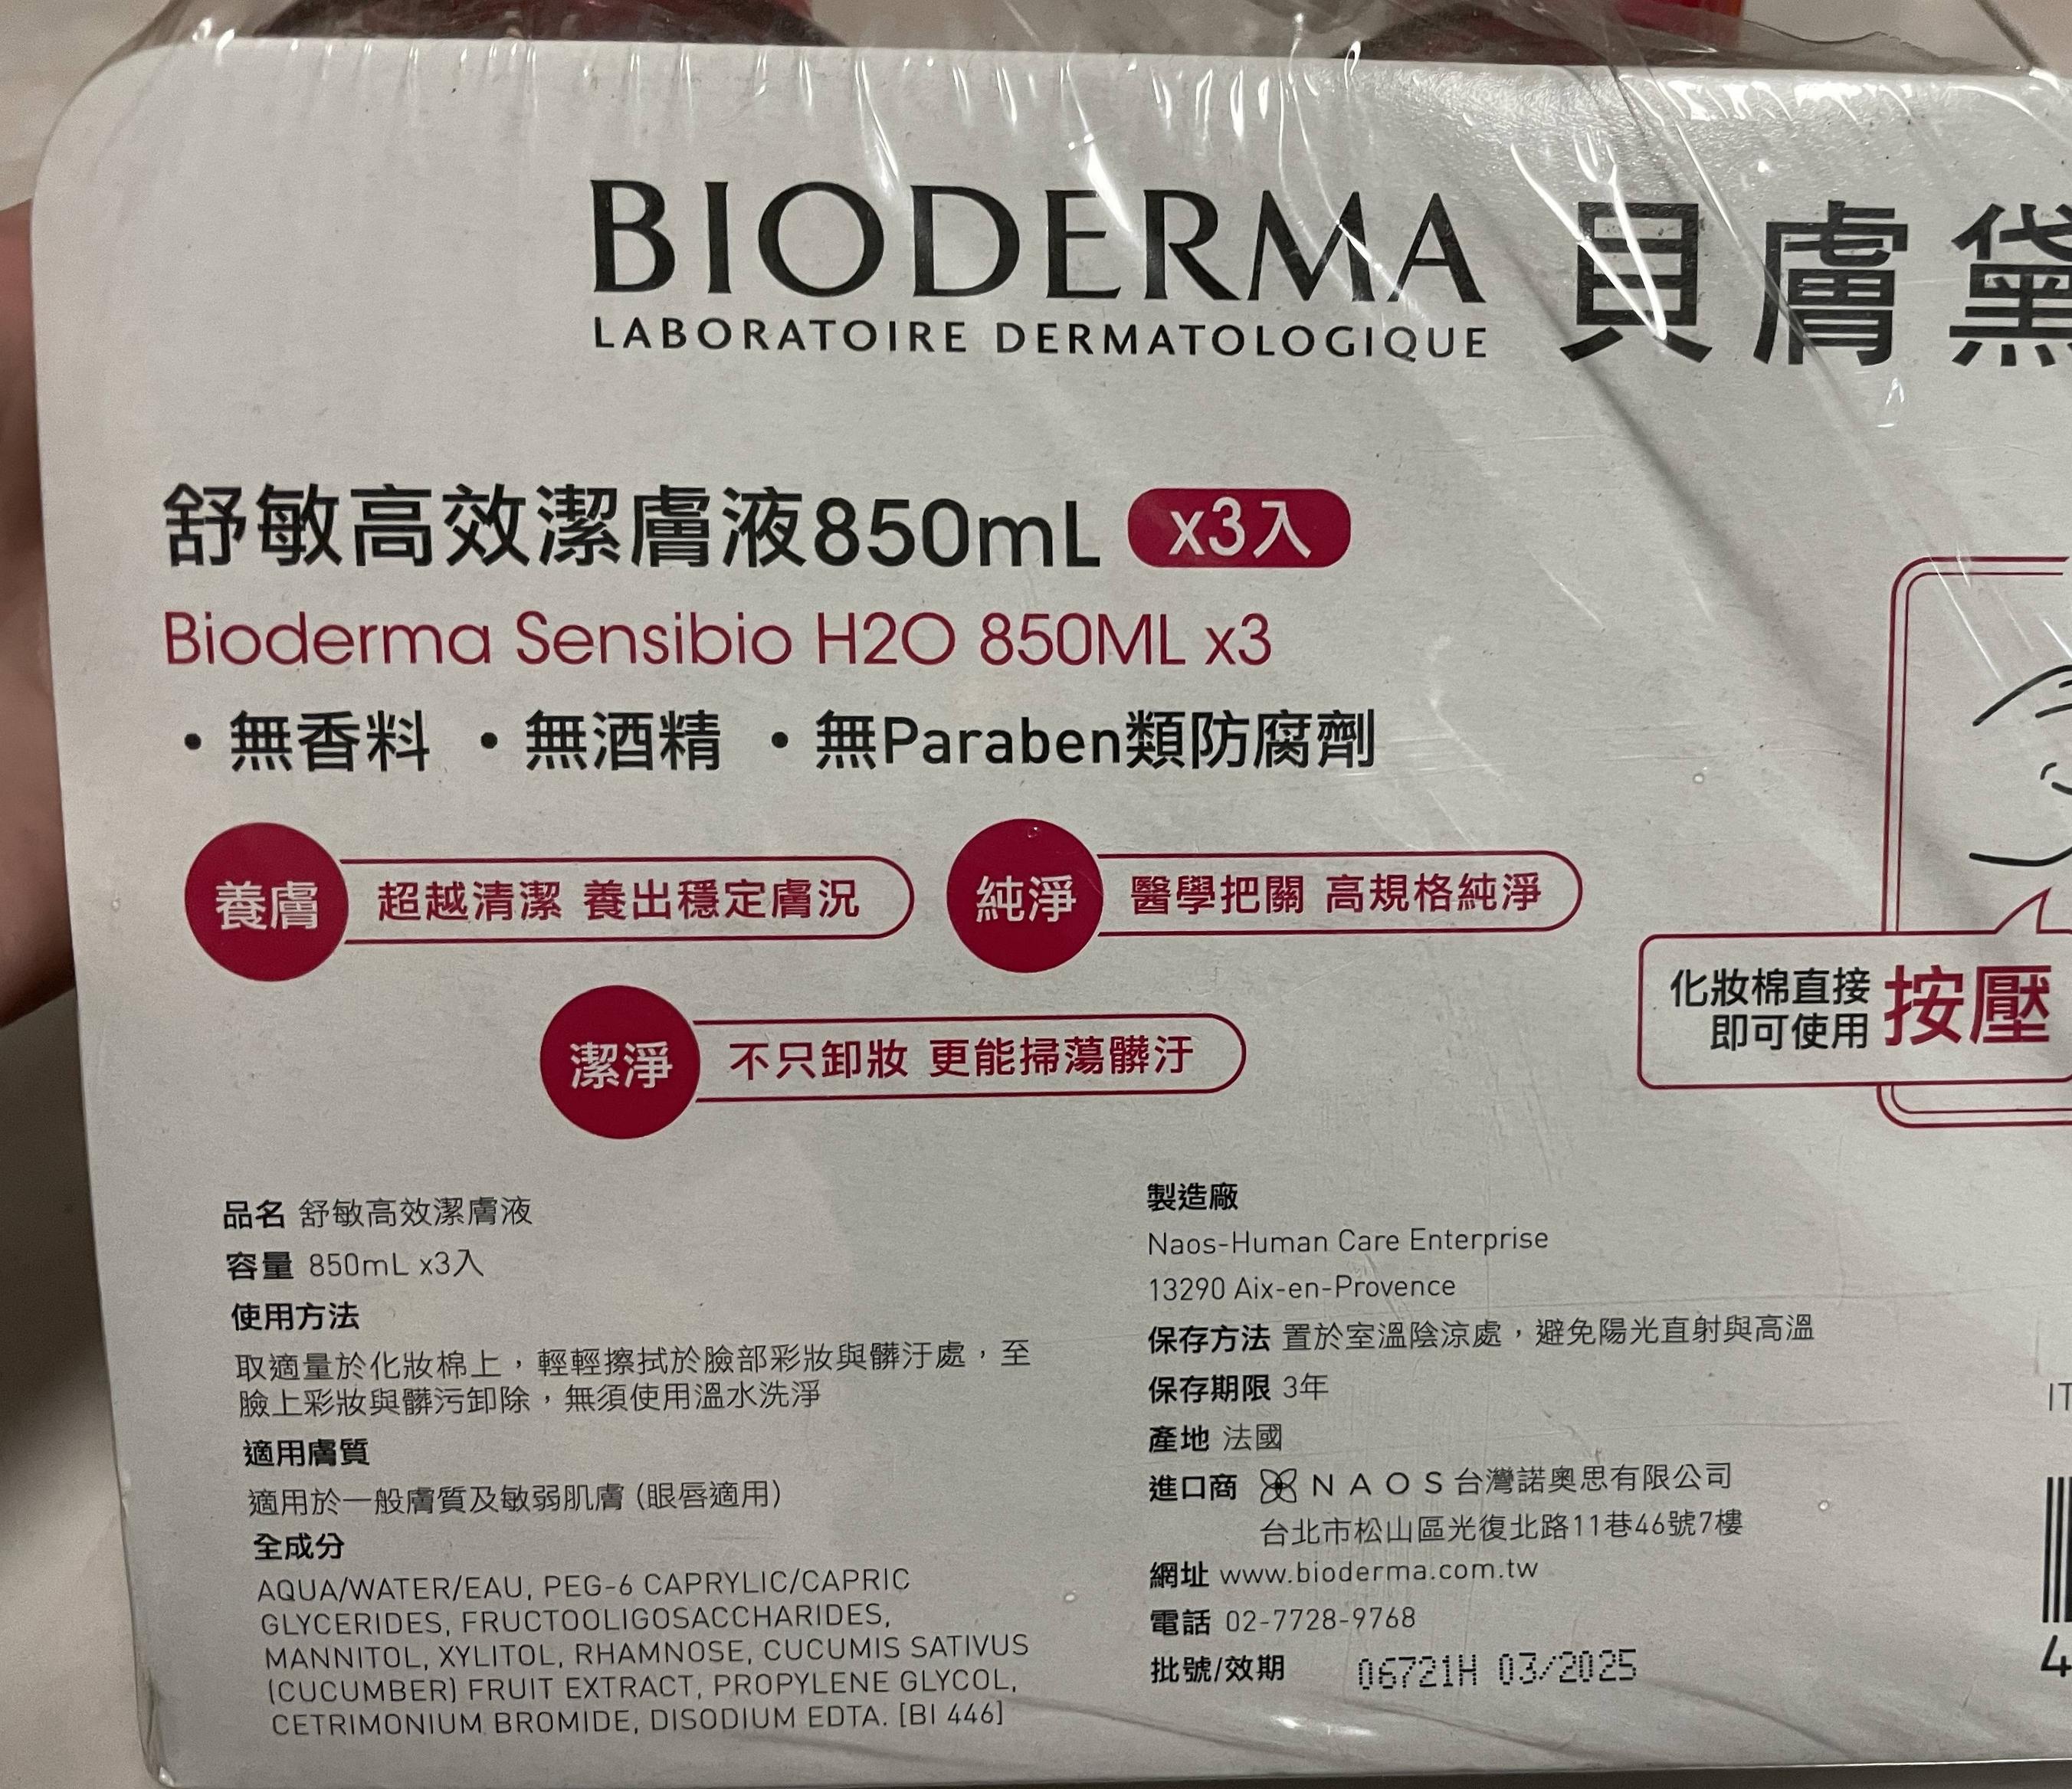 BIODERMA 貝膚黛
LABORATOIRE DERMATOLOGIQUE
舒敏高效潔膚液850mL x3入
Bioderma Sensibio H2O 850ML x3
・無香料 ・無酒精 ・無Paraben類防腐劑
養膚 超越清潔 養出穩定膚況
純淨 醫學把關 高規格純淨
潔淨 不只卸妝 更能掃蕩髒汙
化妝棉直接
即可使用
按壓
品名 舒敏高效潔膚液
容量 850mL x3入
使用方法
取適量於化妝棉上，輕輕擦拭於臉部彩妝與髒汙處，至
臉上彩妝與髒污卸除，無須使用溫水洗淨
適用膚質
適用於一般膚質及敏弱肌膚 (眼唇適用)
全成分
AQUA/WATER/EAU, PEG-6 CAPRYLIC/CAPRIC
GLYCERIDES, FRUCTOOLIGOSACCHARIDES,
MANNITOL, XYLITOL, RHAMNOSE, CUCUMIS SATIVUS
(CUCUMBER) FRUIT EXTRACT, PROPYLENE GLYCOL,
CETRIMONIUM BROMIDE, DISODIUM EDTA. [BI 446]
製造廠
Naos-Human Care Enterprise
13290 Aix-en-Provence
保存方法 置於室溫陰涼處，避免陽光直射與高溫
保存期限 3年
產地 法國
進口商 NAOS台灣諾奧思有限公司
台北市松山區光復北路11巷46號7樓
網址 www.bioderma.com.tw
電話 02-7728-9768
批號/效期 06721H 03/2025
IT
4